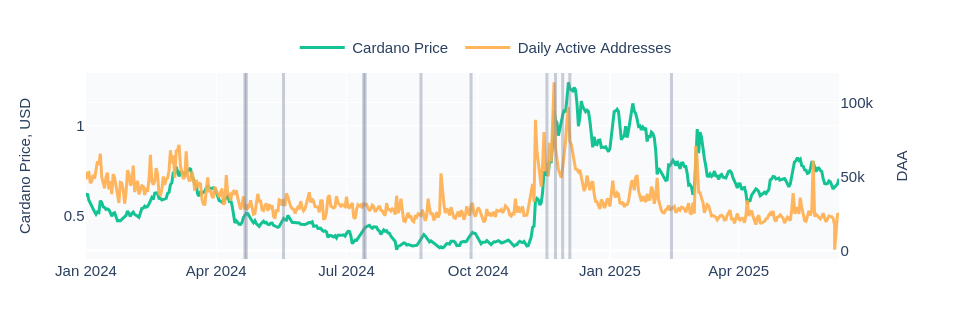 Cardano Price
Daily Active Addresses
Cardano Price, USD
1
0.5
100k
50k
0
DAA
Jan 2024
Apr 2024
Jul 2024
Oct 2024
Jan 2025
Apr 2025